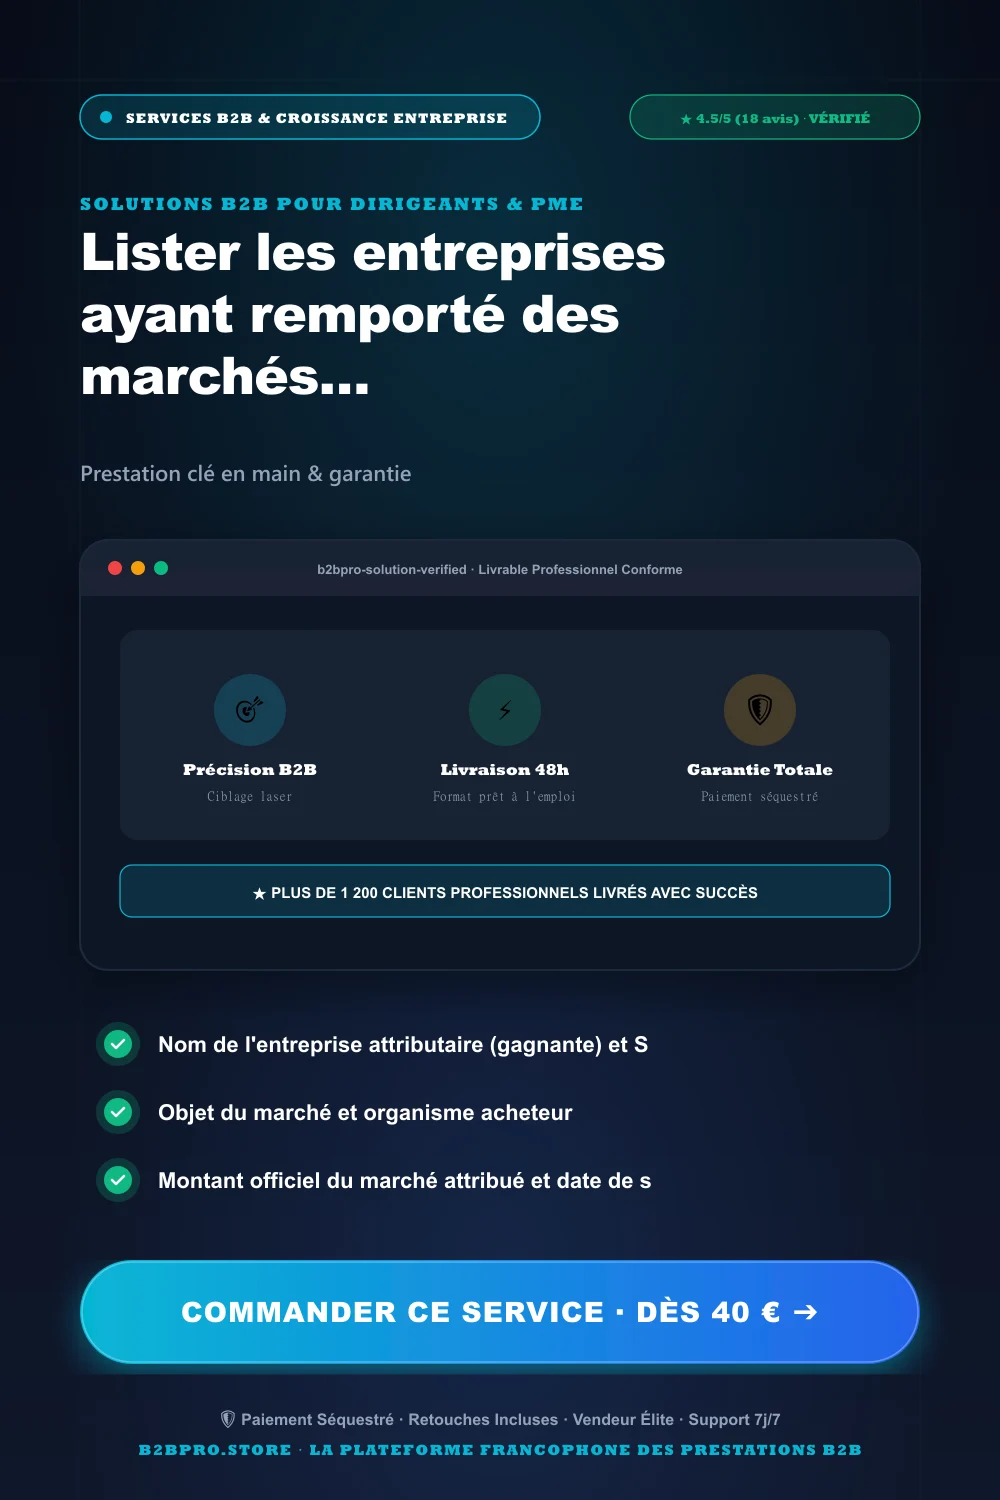 SERVICES B2B & CROISSANCE ENTREPRISE
★ 4.5/5 (18 avis) · VÉRIFIÉ
SOLUTIONS B2B POUR DIRIGEANTS & PME
Lister les entreprises
ayant remporté des
marchés...
Prestation clé en main & garantie
b2bpro-solution-verified · Livrable Professionnel Conforme
Précision B2B
Ciblage laser
Livraison 48h
Format prêt à l'emploi
Garantie Totale
Paiement séquestré
★ PLUS DE 1 200 CLIENTS PROFESSIONNELS LIVRÉS AVEC SUCCÈS
Nom de l'entreprise attributaire (gagnante) et S
Objet du marché et organisme acheteur
Montant officiel du marché attribué et date de s
COMMANDER CE SERVICE · DÈS 40 € ➔
Paiement Séquestré · Retouches Incluses · Vendeur Élite · Support 7j/7
B2BPRO.STORE · LA PLATEFORME FRANCOPHONE DES PRESTATIONS B2B